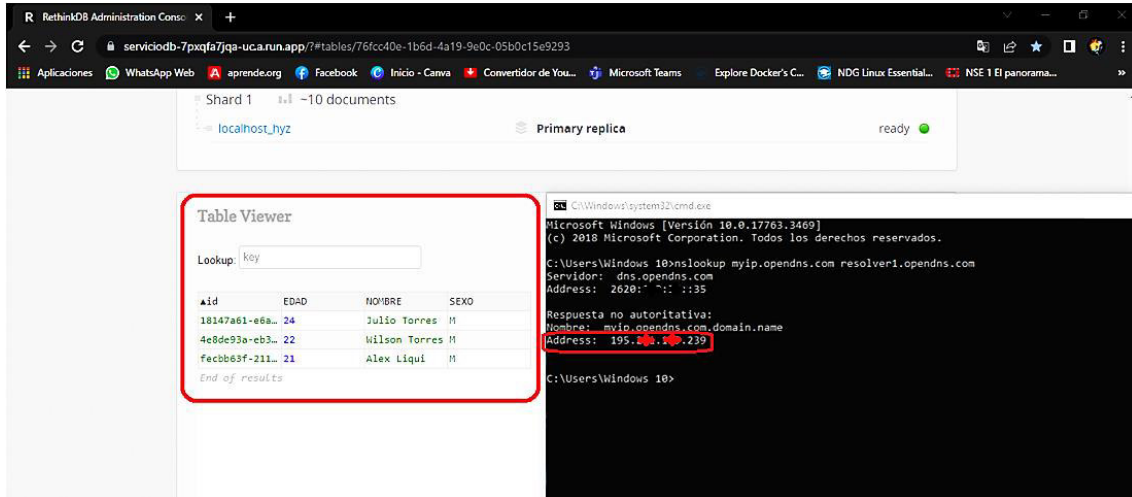 R RethinkDB Administration Conso
serviciodb-7pxqfa7jqa-uc.a.run.app/?#tables/76fcc40e-1b6d-4a19-9e0c-05b0c15e9293
Aplicaciones WhatsApp Web aprende.org Facebook Inicio - Canva Convertidor de You... Microsoft Teams Explore Docker's C... NDG Linux Essential... NSE 1 El panorama... »
Shard 1 ~10 documents
localhost_hyz Primary replica ready
Table Viewer
Lookup: key
▲id EDAD NOMBRE SEXO
18147a61-e6a… 24 Julio Torres M
4e8de93a-eb3… 22 Wilson Torres M
fecbb63f-211… 21 Alex Liqui M
End of results
C:\Windows\system32\cmd.exe
Microsoft Windows [Versión 10.0.17763.3469]
(c) 2018 Microsoft Corporation. Todos los derechos reservados.
C:\Users\Windows 10>nslookup myip.opendns.com resolver1.opendns.com
Servidor: dns.opendns.com
Address: 2620: ::35
Respuesta no autoritativa:
Nombre: myip.opendns.com.domain.name
Address: 195. .239
C:\Users\Windows 10>